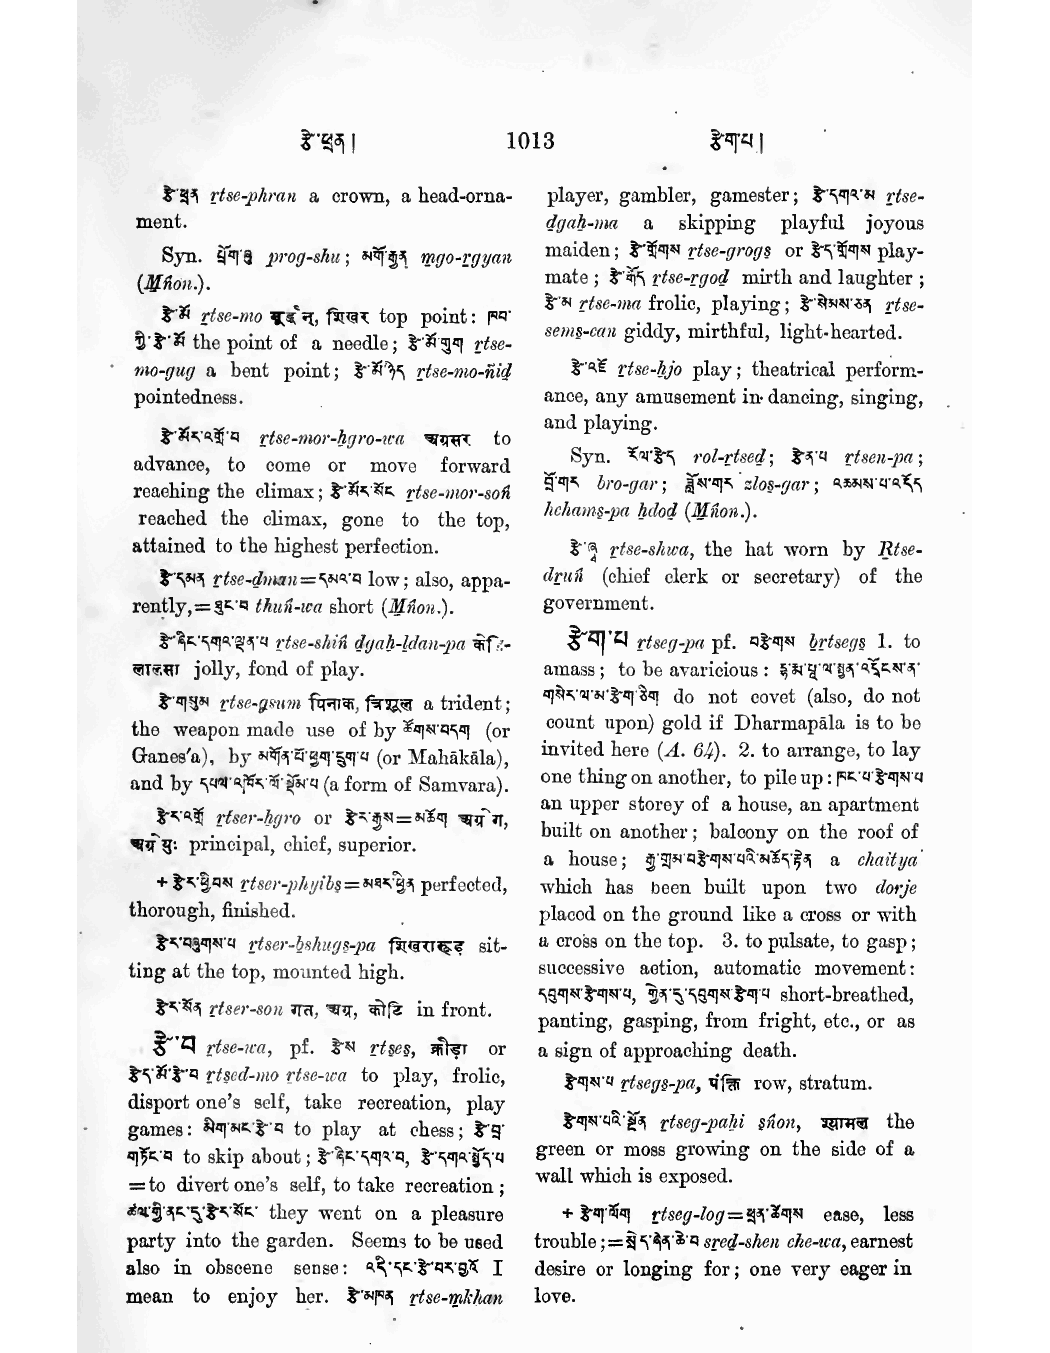 རྩེ་ཕྲན། 1013 རྩེག་པ།
རྩེ་ཕྲན rtse-phran a crown, a head-orna-
ment.
Syn. པྲོག་ཞུ prog-shu; མགོ་རྒྱན mgo-rgyan
(Mṅon.).
རྩེ་མོ rtse-mo शिखर top point: ཁབ་
གྱི་རྩེ་མོ the point of a needle; རྩེ་མོ་གུག rtse-
mo-gug a bent point; རྩེ་མོ་ཉིད rtse-mo-ñid
pointedness.
རྩེ་མོར་འགྲོ་བ rtse-mor-hgro-wa अग्रसर to
advance, to come or move forward
reaching the climax; རྩེ་མོར་སོང rtse-mor-soṅ
reached the climax, gone to the top,
attained to the highest perfection.
རྩེ་དམན rtse-dman=དམའ་བ low; also, appa-
rently,=ཐུང་བ thuṅ-wa short (Mṅon.).
རྩེ་ཞིང་དགའ་ལྡན་པ rtse-shiṅ dgaḥ-ldan-pa केलि-
लालसा jolly, fond of play.
རྩེ་གསུམ rtse-gsum पिनाक, त्रिशूल a trident;
the weapon made use of by ཚོགས་བདག (or
Ganes'a), by མགོན་པོ་ཕྱག་དྲུག་པ (or Mahākāla),
and by དཔལ་འཁོར་ལོ་སྡོམ་པ (a form of Samvara).
རྩེར་འགྲོ rtser-hgro or རྩེར་རྒྱས=མཆོག अग्रेग,
अग्रेगुः principal, chief, superior.
+ རྩེར་ཕྱིབས rtser-phyibs=མཐར་ཕྱིན perfected,
thorough, finished.
རྩེར་བཞུགས་པ rtser-bshugs-pa शिखरारूढ़ sit-
ting at the top, mounted high.
རྩེར་སོན rtser-son गत, अग्र, कोटि in front.
རྩེ་བ rtse-wa, pf. རྩེས rtses, क्रीड़ा or
རྩེད་མོ་རྩེ་བ rtsed-mo rtse-wa to play, frolic,
disport one's self, take recreation, play
games: མིག་མང་རྩེ་བ to play at chess; རྩེ་བྲ་
གཏོང་བ to skip about; རྩེ་ཞིང་དགའ་བ, རྩེ་དགའ་སྤྱོད་པ
=to divert one's self, to take recreation;
ཚལ་གྱི་ནང་དུ་རྩེར་སོང་ they went on a pleasure
party into the garden. Seems to be used
also in obscene sense: འདི་དང་རྩེ་བར་བྱའོ I
mean to enjoy her. རྩེ་མཁན rtse-mkhan
player, gambler, gamester; རྩེ་དགའ་མ rtse-
dgaḥ-ma a skipping playful joyous
maiden; རྩེ་གྲོགས rtse-grogs or རྩེད་གྲོགས play-
mate; རྩེ་རྒོད rtse-rgod mirth and laughter;
རྩེ་མ rtse-ma frolic, playing; རྩེ་སེམས་ཅན rtse-
sems-can giddy, mirthful, light-hearted.
རྩེ་འཇོ rtse-hjo play; theatrical perform-
ance, any amusement in dancing, singing,
and playing.
Syn. རོལ་རྩེད rol-rtsed; རྩེན་པ rtsen-pa;
བྲོ་གར bro-gar; ཟློས་གར zlos-gar; འཆམས་པ་འདོད
hchams-pa hdod (Mṅon.).
རྩེ་ཞྭ rtse-shwa, the hat worn by Rtse-
druṅ (chief clerk or secretary) of the
government.
རྩེག་པ rtseg-pa pf. བརྩེགས brtsegs 1. to
amass; to be avaricious: དྷརྨ་པཱ་ལ་སྤྱན་འདྲོངས་ན་
གསེར་ལ་མ་རྩེག་ཅིག do not covet (also, do not
count upon) gold if Dharmapāla is to be
invited here (A. 64). 2. to arrange, to lay
one thing on another, to pile up: ཁང་པ་རྩེགས་པ
an upper storey of a house, an apartment
built on another; balcony on the roof of
a house; རྒྱ་གྲམ་བརྩེགས་པའི་མཆོད་རྟེན a chaitya
which has been built upon two dorje
placed on the ground like a cross or with
a cross on the top. 3. to pulsate, to gasp;
successive action, automatic movement:
དབུགས་རྩེགས་པ, གྱེན་དུ་དབུགས་རྩེག་པ short-breathed,
panting, gasping, from fright, etc., or as
a sign of approaching death.
རྩེགས་པ rtsegs-pa, पंक्ति row, stratum.
རྩེགས་པའི་སྔོན rtseg-pahi sṅon, the
green or moss growing on the side of a
wall which is exposed.
+ རྩེག་ལོག rtseg-log=ཕྲན་ཚེགས ease, less
trouble;=སྲེད་ཞེན་ཆེ་བ sred-shen che-wa, earnest
desire or longing for; one very eager in
love.